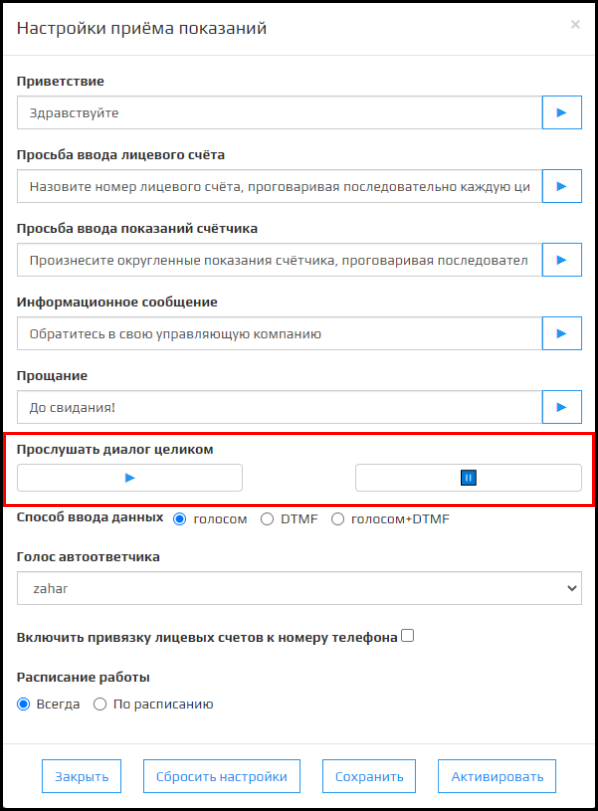 Настройки приёма показаний ×
Приветствие
Здравствуйте
Просьба ввода лицевого счёта
Назовите номер лицевого счёта, проговаривая последовательно каждую ци
Просьба ввода показаний счётчика
Произнесите округленные показания счётчика, проговаривая последовател
Информационное сообщение
Обратитесь в свою управляющую компанию
Прощание
До свидания!
Прослушать диалог целиком
Способ ввода данных голосом DTMF голосом+DTMF
Голос автоответчика
zahar
Включить привязку лицевых счетов к номеру телефона
Расписание работы
Всегда По расписанию
Закрыть Сбросить настройки Сохранить Активировать